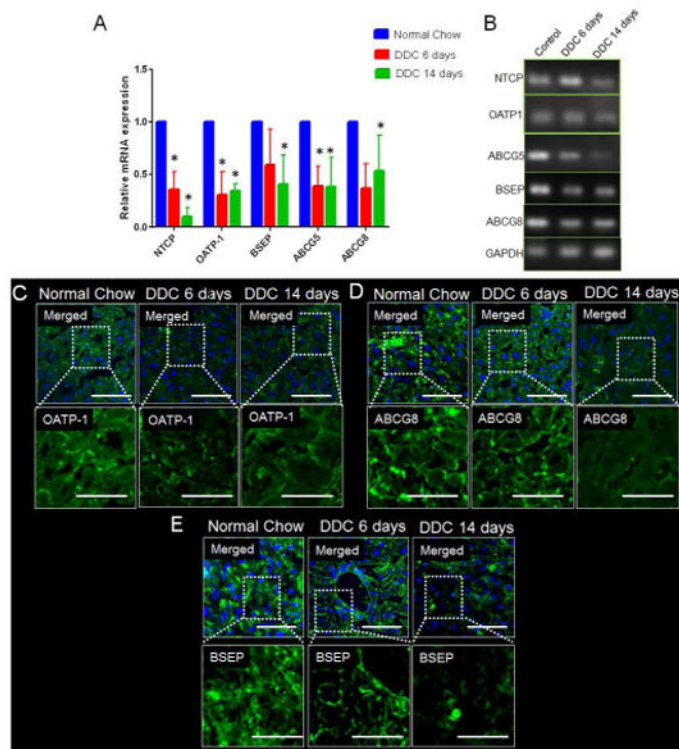 A
Normal Chow
DDC 6 days
DDC 14 days
Relative mRNA expression
1.5
1.0
0.5
0.0
* * * * * * * *
NTCP
OATP-1
BSEP
ABCG5
ABCG8
B
Control
DDC 6 days
DDC 14 days
NTCP
OATP1
ABCG5
BSEP
ABCG8
GAPDH
C
Normal Chow DDC 6 days DDC 14 days
Merged Merged Merged
OATP-1 OATP-1 OATP-1
D
Normal Chow DDC 6 days DDC 14 days
Merged Merged Merged
ABCG8 ABCG8 ABCG8
E
Normal Chow DDC 6 days DDC 14 days
Merged Merged Merged
BSEP BSEP BSEP